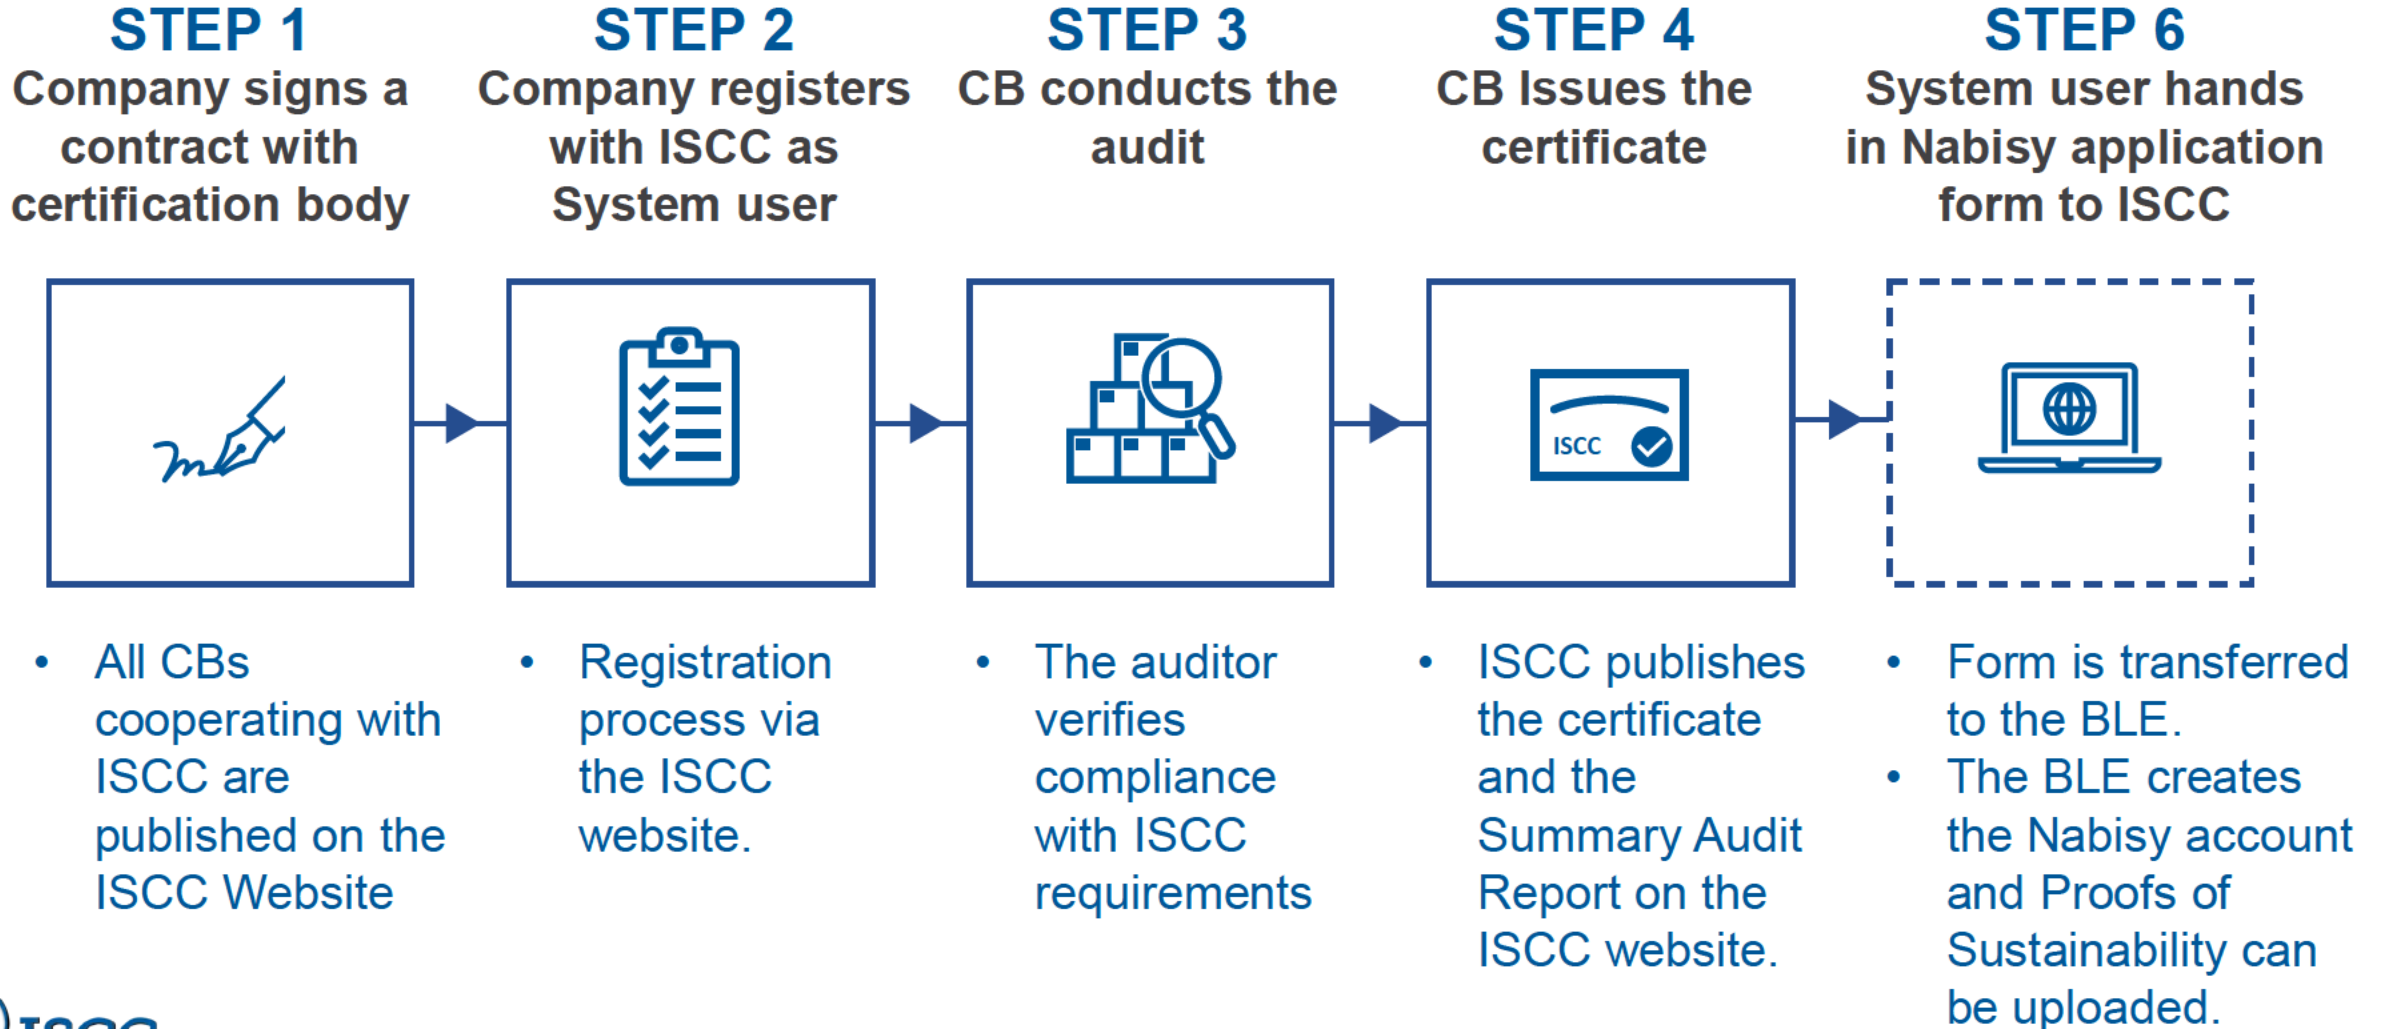 STEP 1
Company signs a
contract with
certification body
STEP 2
Company registers
with ISCC as
System user
STEP 3
CB conducts the
audit
STEP 4
CB Issues the
certificate
STEP 6
System user hands
in Nabisy application
form to ISCC
ISCC
• All CBs
cooperating with
ISCC are
published on the
ISCC Website
• Registration
process via
the ISCC
website.
• The auditor
verifies
compliance
with ISCC
requirements
• ISCC publishes
the certificate
and the
Summary Audit
Report on the
ISCC website.
• Form is transferred
to the BLE.
• The BLE creates
the Nabisy account
and Proofs of
Sustainability can
be uploaded.
ISCC